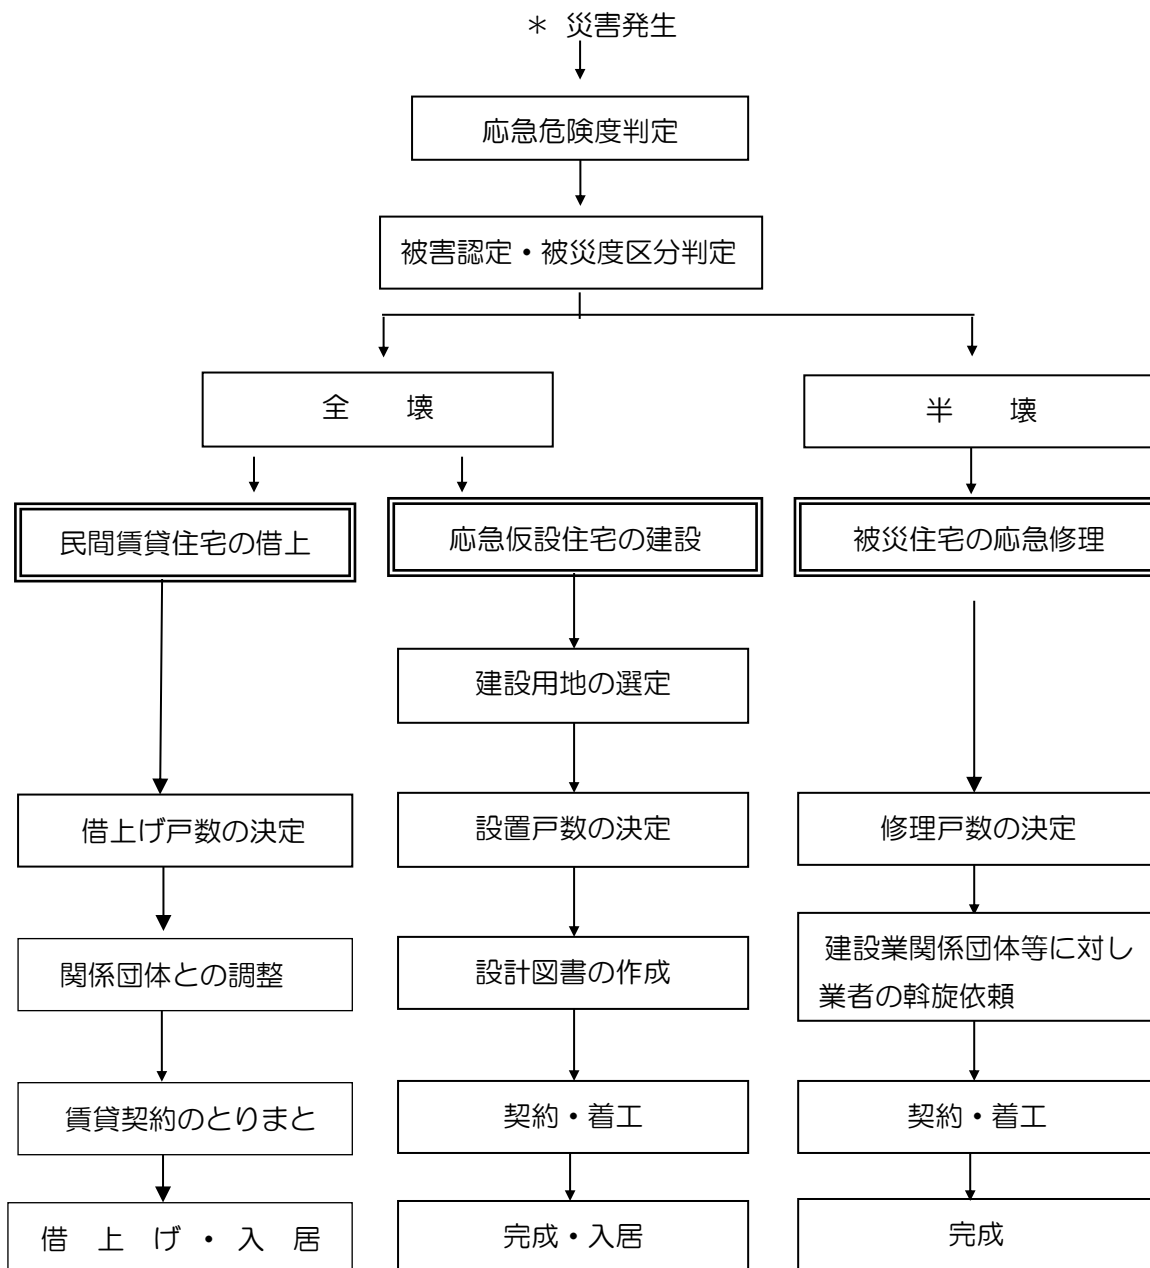 ＊ 災害発生
応急危険度判定
被害認定・被災度区分判定
全　　壊
半　　壊
民間賃貸住宅の借上
応急仮設住宅の建設
被災住宅の応急修理
建設用地の選定
借上げ戸数の決定
設置戸数の決定
修理戸数の決定
関係団体との調整
設計図書の作成
建設業関係団体等に対し
業者の斡旋依頼
賃貸契約のとりまと
契約・着工
契約・着工
借　上　げ・入　居
完成・入居
完成